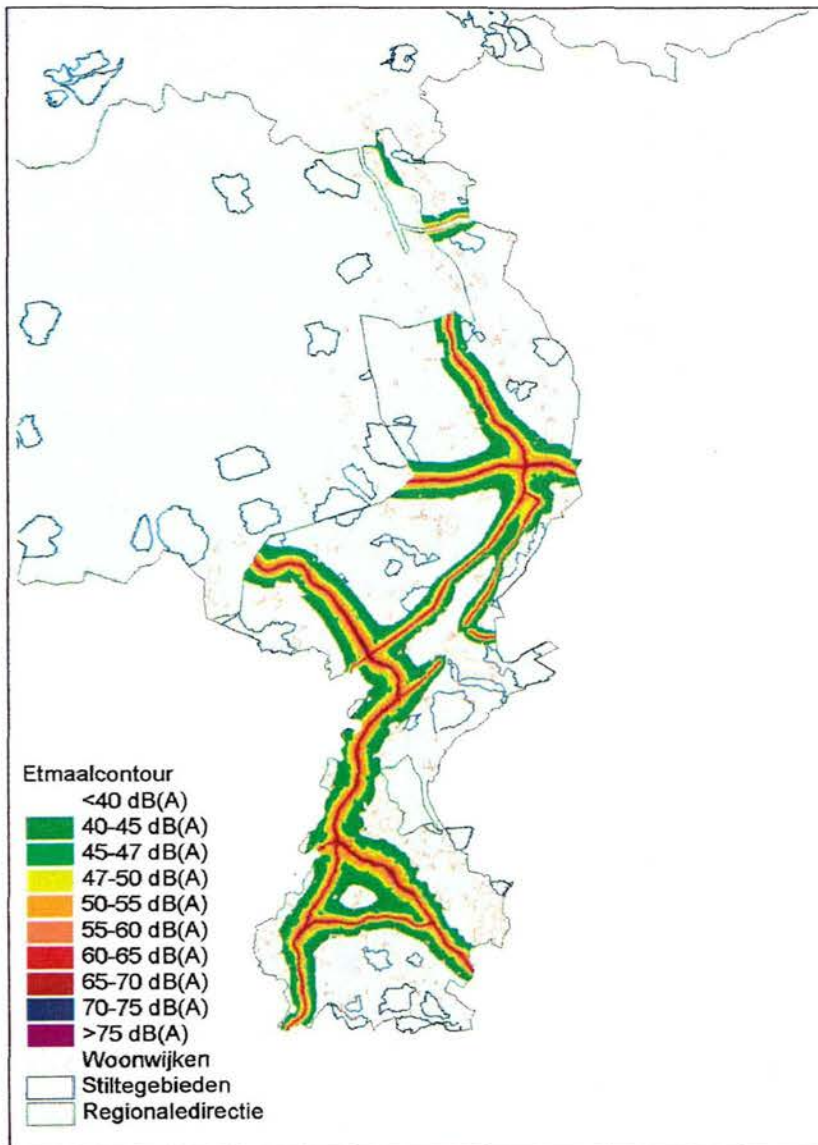 Etmaalcontour
<40 dB(A)
40-45 dB(A)
45-47 dB(A)
47-50 dB(A)
50-55 dB(A)
55-60 dB(A)
60-65 dB(A)
65-70 dB(A)
70-75 dB(A)
>75 dB(A)
Woonwijken
Stiltegebieden
Regionaledirectie